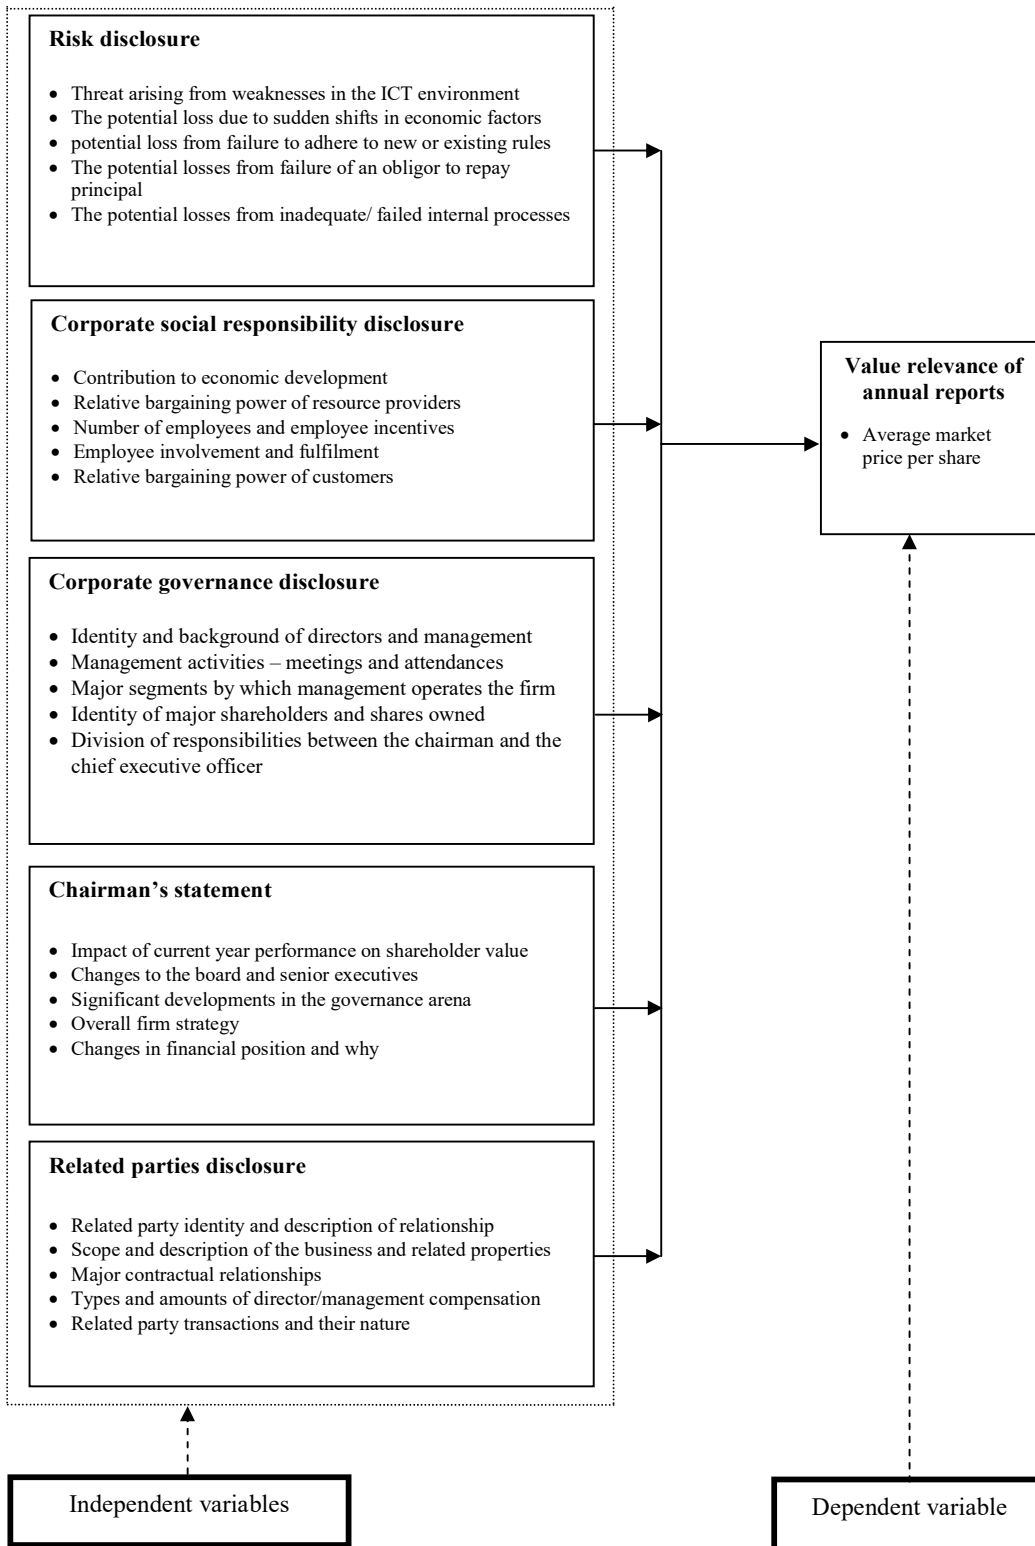 Risk disclosure
• Threat arising from weaknesses in the ICT environment
• The potential loss due to sudden shifts in economic factors
• potential loss from failure to adhere to new or existing rules
• The potential losses from failure of an obligor to repay
principal
• The potential losses from inadequate/ failed internal processes
Corporate social responsibility disclosure
• Contribution to economic development
• Relative bargaining power of resource providers
• Number of employees and employee incentives
• Employee involvement and fulfilment
• Relative bargaining power of customers
Value relevance of
annual reports
• Average market
price per share
Corporate governance disclosure
• Identity and background of directors and management
• Management activities – meetings and attendances
• Major segments by which management operates the firm
• Identity of major shareholders and shares owned
• Division of responsibilities between the chairman and the
chief executive officer
Chairman’s statement
• Impact of current year performance on shareholder value
• Changes to the board and senior executives
• Significant developments in the governance arena
• Overall firm strategy
• Changes in financial position and why
Related parties disclosure
• Related party identity and description of relationship
• Scope and description of the business and related properties
• Major contractual relationships
• Types and amounts of director/management compensation
• Related party transactions and their nature
Independent variables
Dependent variable